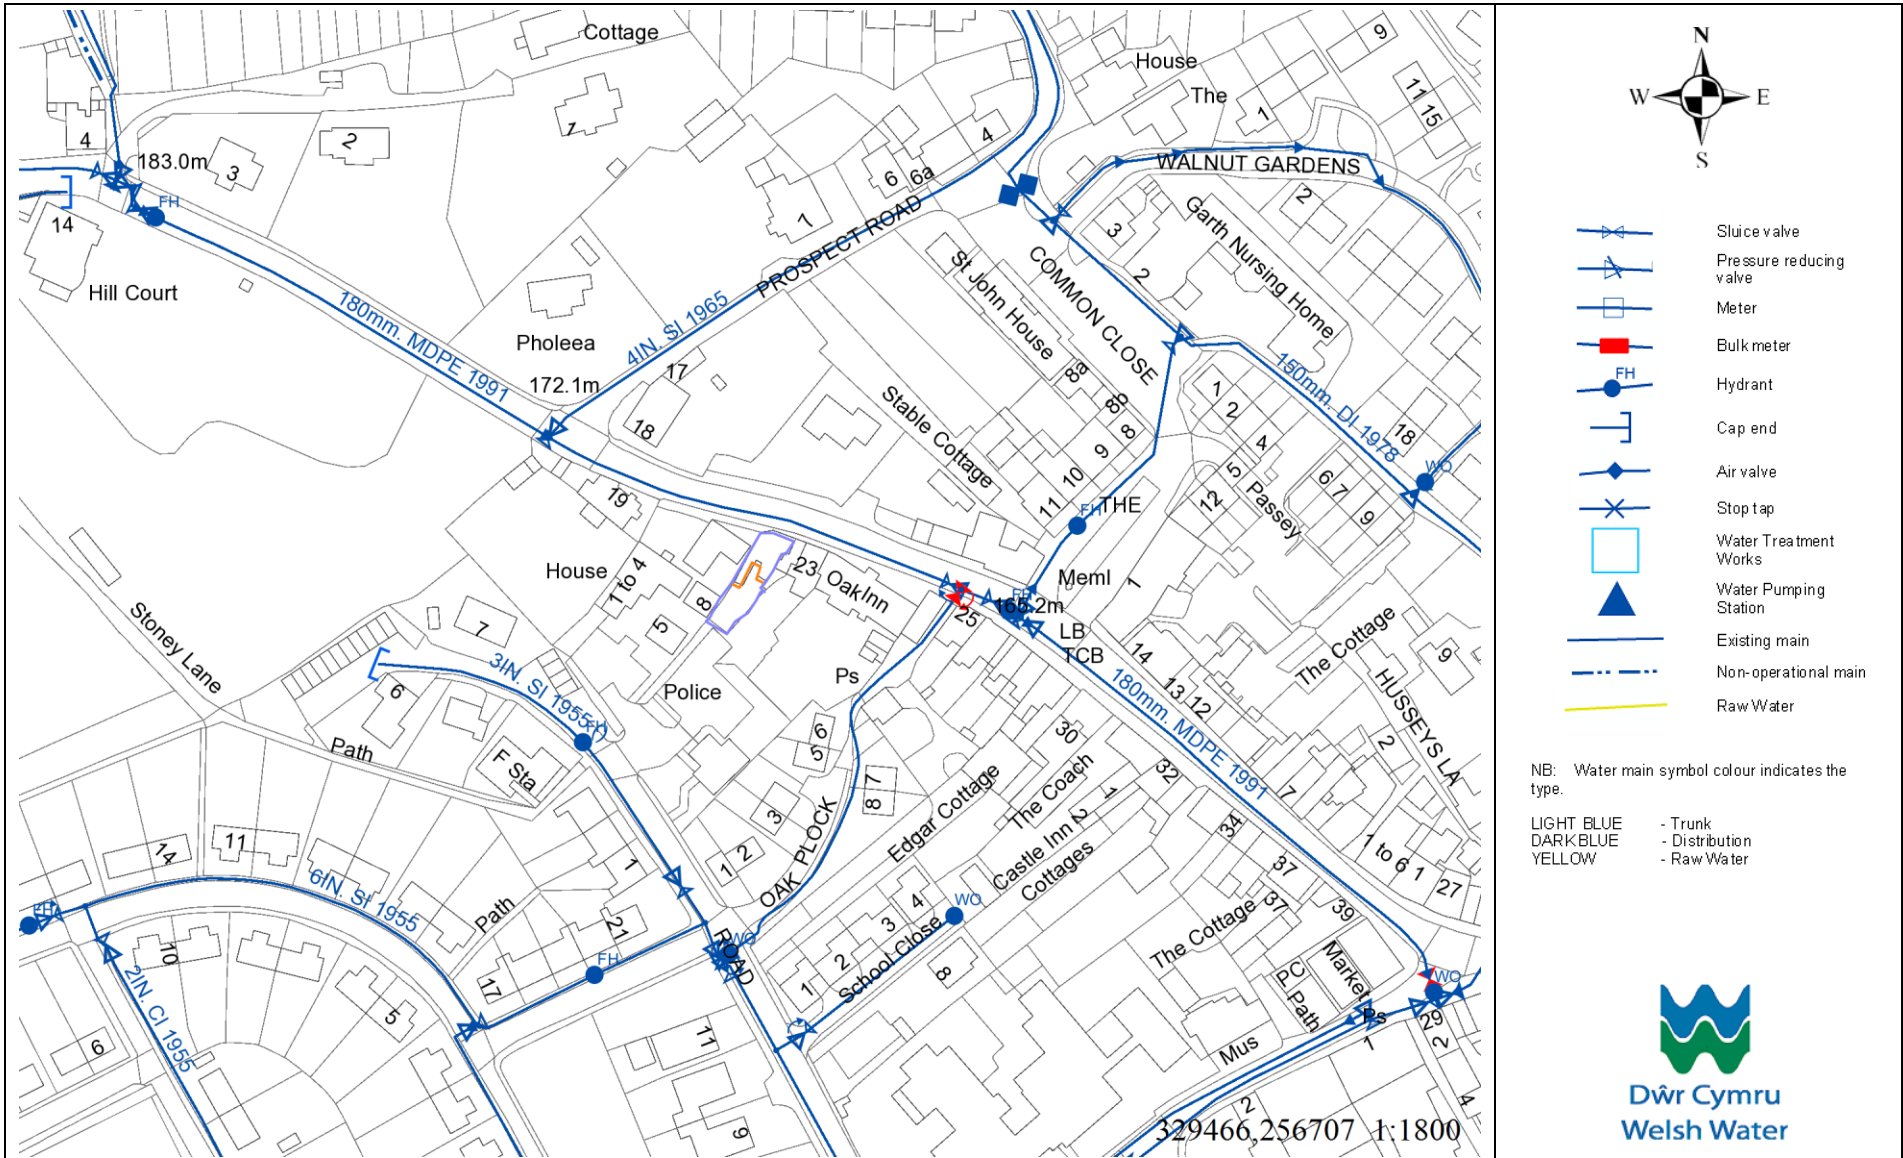 Cottage
9
House
The
1
11 15
4
183.0m
3
2
1
4
6 6a
WALNUT GARDENS
2
FH
14
Hill Court
7
PROSPECT ROAD
3
Garth Nursing Home
COMMON CLOSE
2
St John House
180mm. MDPE 1991
4IN. SI 1965
Pholeea
172.1m
17
18
8a
8b
8
9
10
11
Stable Cottage
1
2
4
5
Passey
12
150mm. DI 1978
18
WO
6 7
9
19
FH
THE
House
1 to 4
8
5
23
Oak Inn
25
FH
165.2m
Meml
1
LB
TCB
14
13 12
The Cottage
9
HUSSEYS LA
2
Stoney Lane
7
3IN. SI 1955
FH
6
Path
F Sta
Police
Ps
6
5
7
8
3
1 2
OAK PLOCK
180mm. MDPE 1991
30
32
Edgar Cottage
The Coach
1
2
Castle Inn
Cottages
34
37
7
1 to 6 1
27
14
11
6IN. SI 1955
1
Path
21
FH
17
FH
10
2IN. CI 1955
5
6
ROAD
WO
1
2
3
4
School Close
WO
8
11
9
The Cottage
37
39
Market
PC
Path
Ps
WO
29
2
1
Mus
2
4
329466,256707 1:1800
N
W E
S
Sluice valve
Pressure reducing
valve
Meter
Bulk meter
FH
Hydrant
Cap end
Air valve
Stop tap
Water Treatment
Works
Water Pumping
Station
Existing main
Non-operational main
Raw Water
NB: Water main symbol colour indicates the
type.
LIGHT BLUE - Trunk
DARK BLUE - Distribution
YELLOW - Raw Water
Dŵr Cymru
Welsh Water